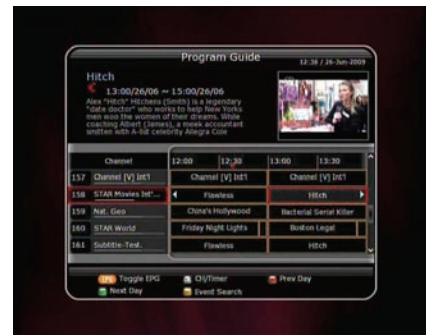 Program Guide
12:36 / 26-Jun-2009
Hitch
13:00/26/06 ~ 15:00/26/06
Alex "Hitch" Hitchens (Smith) is a legendary
"date doctor" who works to help New Yorks
men woo the women of their dreams. While
coaching Albert (James), a meek accountant
smitten with A-list celebrity Allegra Cole
Channel 12:00 12:30 13:00 13:30
157 Channel [V] Int'l Channel [V] Int'l Channel [V] Int'l
158 STAR Movies Int'... Flawless Hitch
159 Nat. Geo China's Hollywood Bacterial Serial Killer
160 STAR World Friday Night Lights Boston Legal
161 Subtitle-Test. Flawless Hitch
EPG Toggle EPG Ch/Timer Prev Day
Next Day Event Search